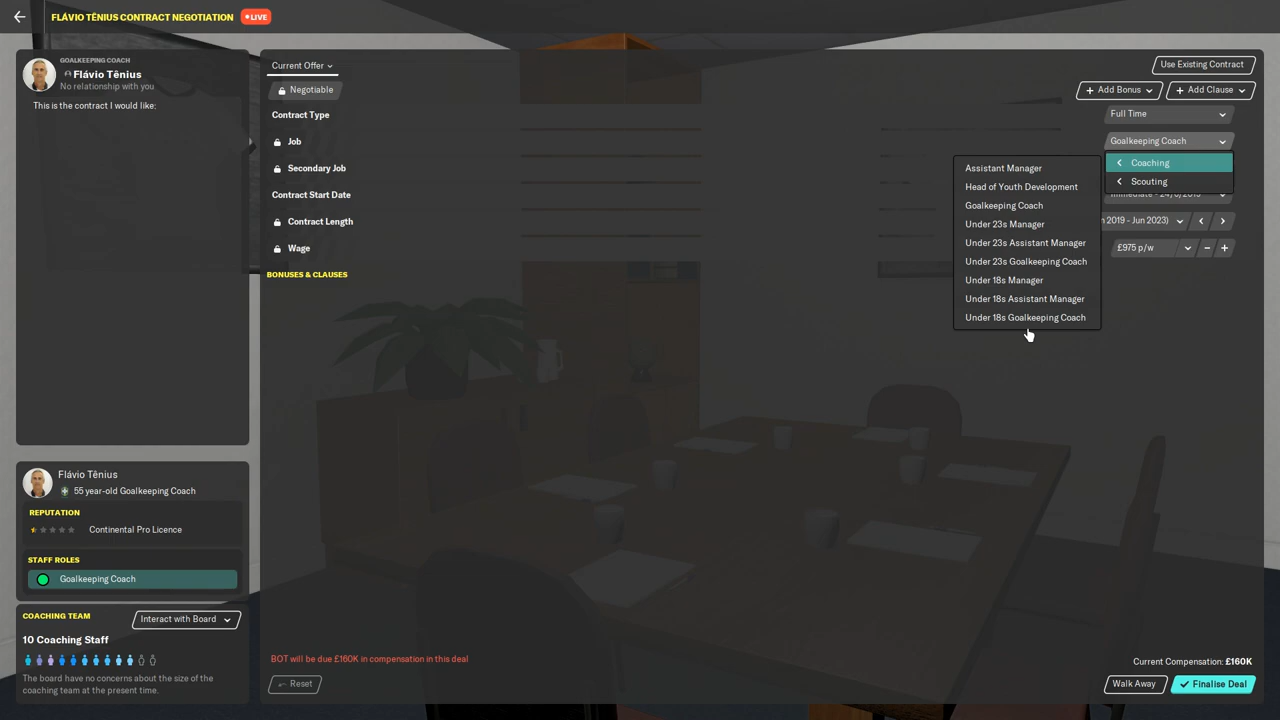 FLÁVIO TÊNIUS CONTRACT NEGOTIATION
LIVE
GOALKEEPING COACH
Flávio Tênius
No relationship with you
This is the contract I would like:
Current Offer
Use Existing Contract
Negotiable
Add Bonus
Add Clause
Contract Type
Full Time
Job
Goalkeeping Coach
Secondary Job
Coaching
Scouting
Contract Start Date
Contract Length
n 2019 - Jun 2023)
Wage
£975 p/w
BONUSES & CLAUSES
Assistant Manager
Head of Youth Development
Goalkeeping Coach
Under 23s Manager
Under 23s Assistant Manager
Under 23s Goalkeeping Coach
Under 18s Manager
Under 18s Assistant Manager
Under 18s Goalkeeping Coach
Flávio Tênius
55 year-old Goalkeeping Coach
REPUTATION
Continental Pro Licence
STAFF ROLES
Goalkeeping Coach
COACHING TEAM
Interact with Board
10 Coaching Staff
The board have no concerns about the size of the
coaching team at the present time.
BOT will be due £160K in compensation in this deal
Current Compensation: £160K
Reset
Walk Away
Finalise Deal